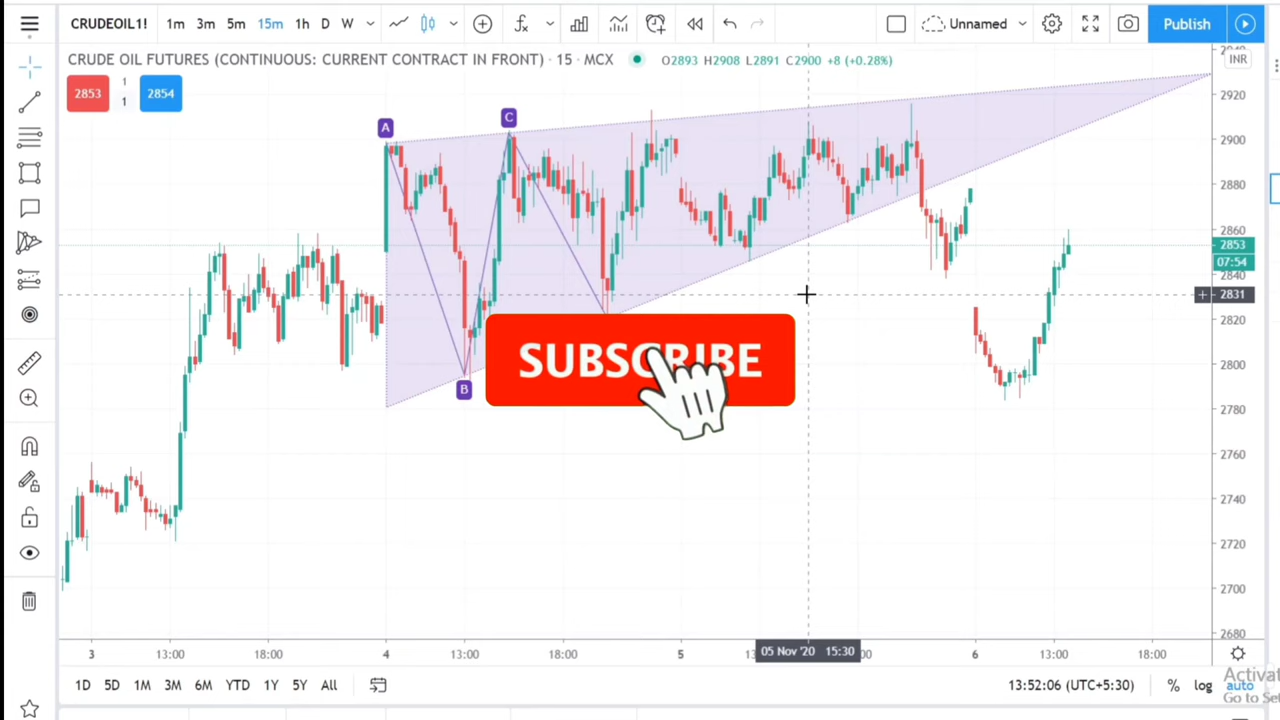 CRUDEOIL1! 1m 3m 5m 15m 1h D W Unnamed Publish
CRUDE OIL FUTURES (CONTINUOUS: CURRENT CONTRACT IN FRONT) · 15 · MCX O2893 H2908 L2891 C2900 +8 (+0.28%) INR
2853 1 1 2854
A
C
B
SUBSCRIBE
2920
2900
2880
2860
2853
07:54
2840
2831
2820
2800
2780
2760
2740
2720
2700
2680
3 13:00 18:00 4 13:00 18:00 5 05 Nov '20 15:30 6 13:00 18:00
1D 5D 1M 3M 6M YTD 1Y 5Y All 13:52:06 (UTC+5:30) % log auto
Activat
Go to Set